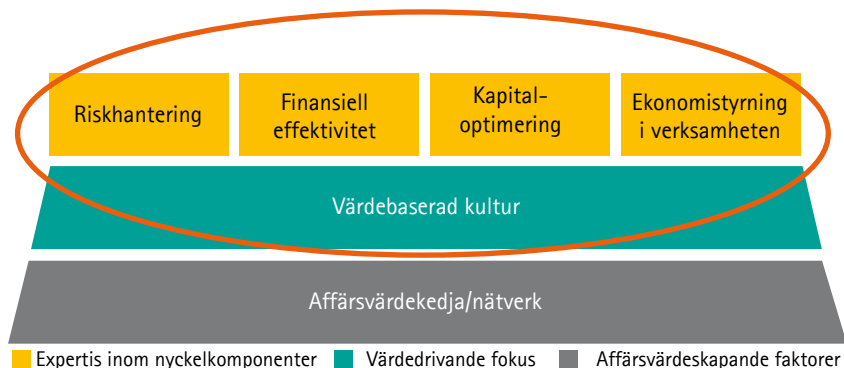 Riskhantering
Finansiell
effektivitet
Kapital-
optimering
Ekonomistyrning
i verksamheten
Värdebaserad kultur
Affärsvärdekedja/nätverk
Expertis inom nyckelkomponenter
Värdedrivande fokus
Affärsvärdeskapande faktorer